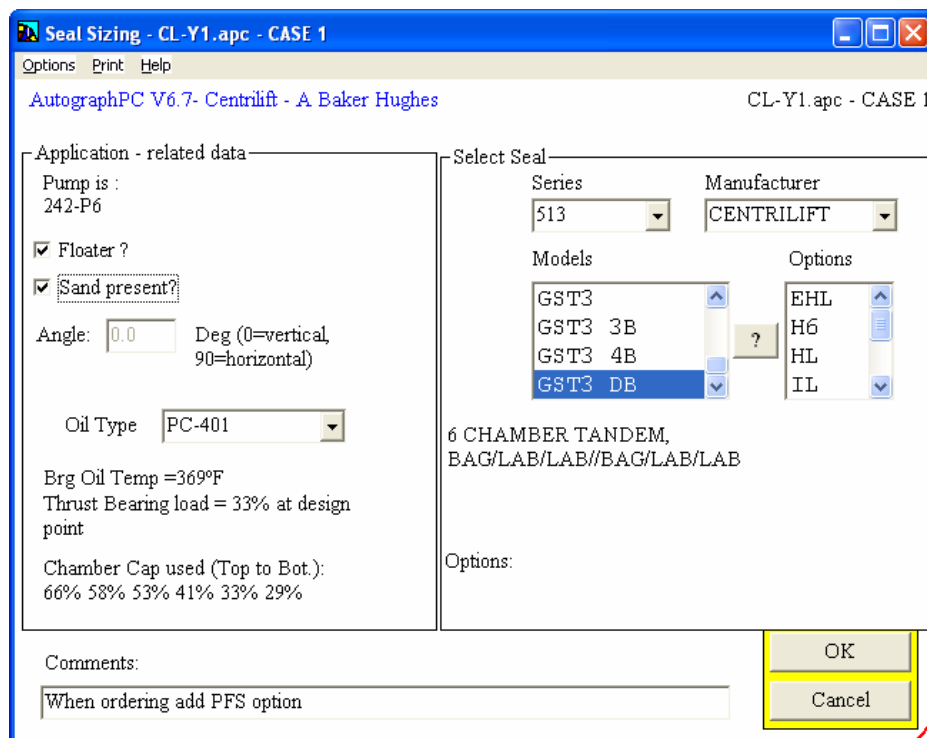 Seal Sizing - CL-Y1.apc - CASE 1
Options Print Help
AutographPC V6.7- Centrilift - A Baker Hughes
CL-Y1.apc - CASE 1
Application - related data
Pump is :
242-P6
Floater ?
Sand present?
Angle: 0.0 Deg (0=vertical,
90=horizontal)
Oil Type PC-401
Brg Oil Temp =369ºF
Thrust Bearing load = 33% at design
point
Chamber Cap used (Top to Bot.):
66% 58% 53% 41% 33% 29%
Select Seal
Series Manufacturer
513 CENTRILIFT
Models Options
GST3 EHL
GST3 3B H6
GST3 4B HL
GST3 DB IL
?
6 CHAMBER TANDEM,
BAG/LAB/LAB//BAG/LAB/LAB
Options:
Comments:
When ordering add PFS option
OK
Cancel